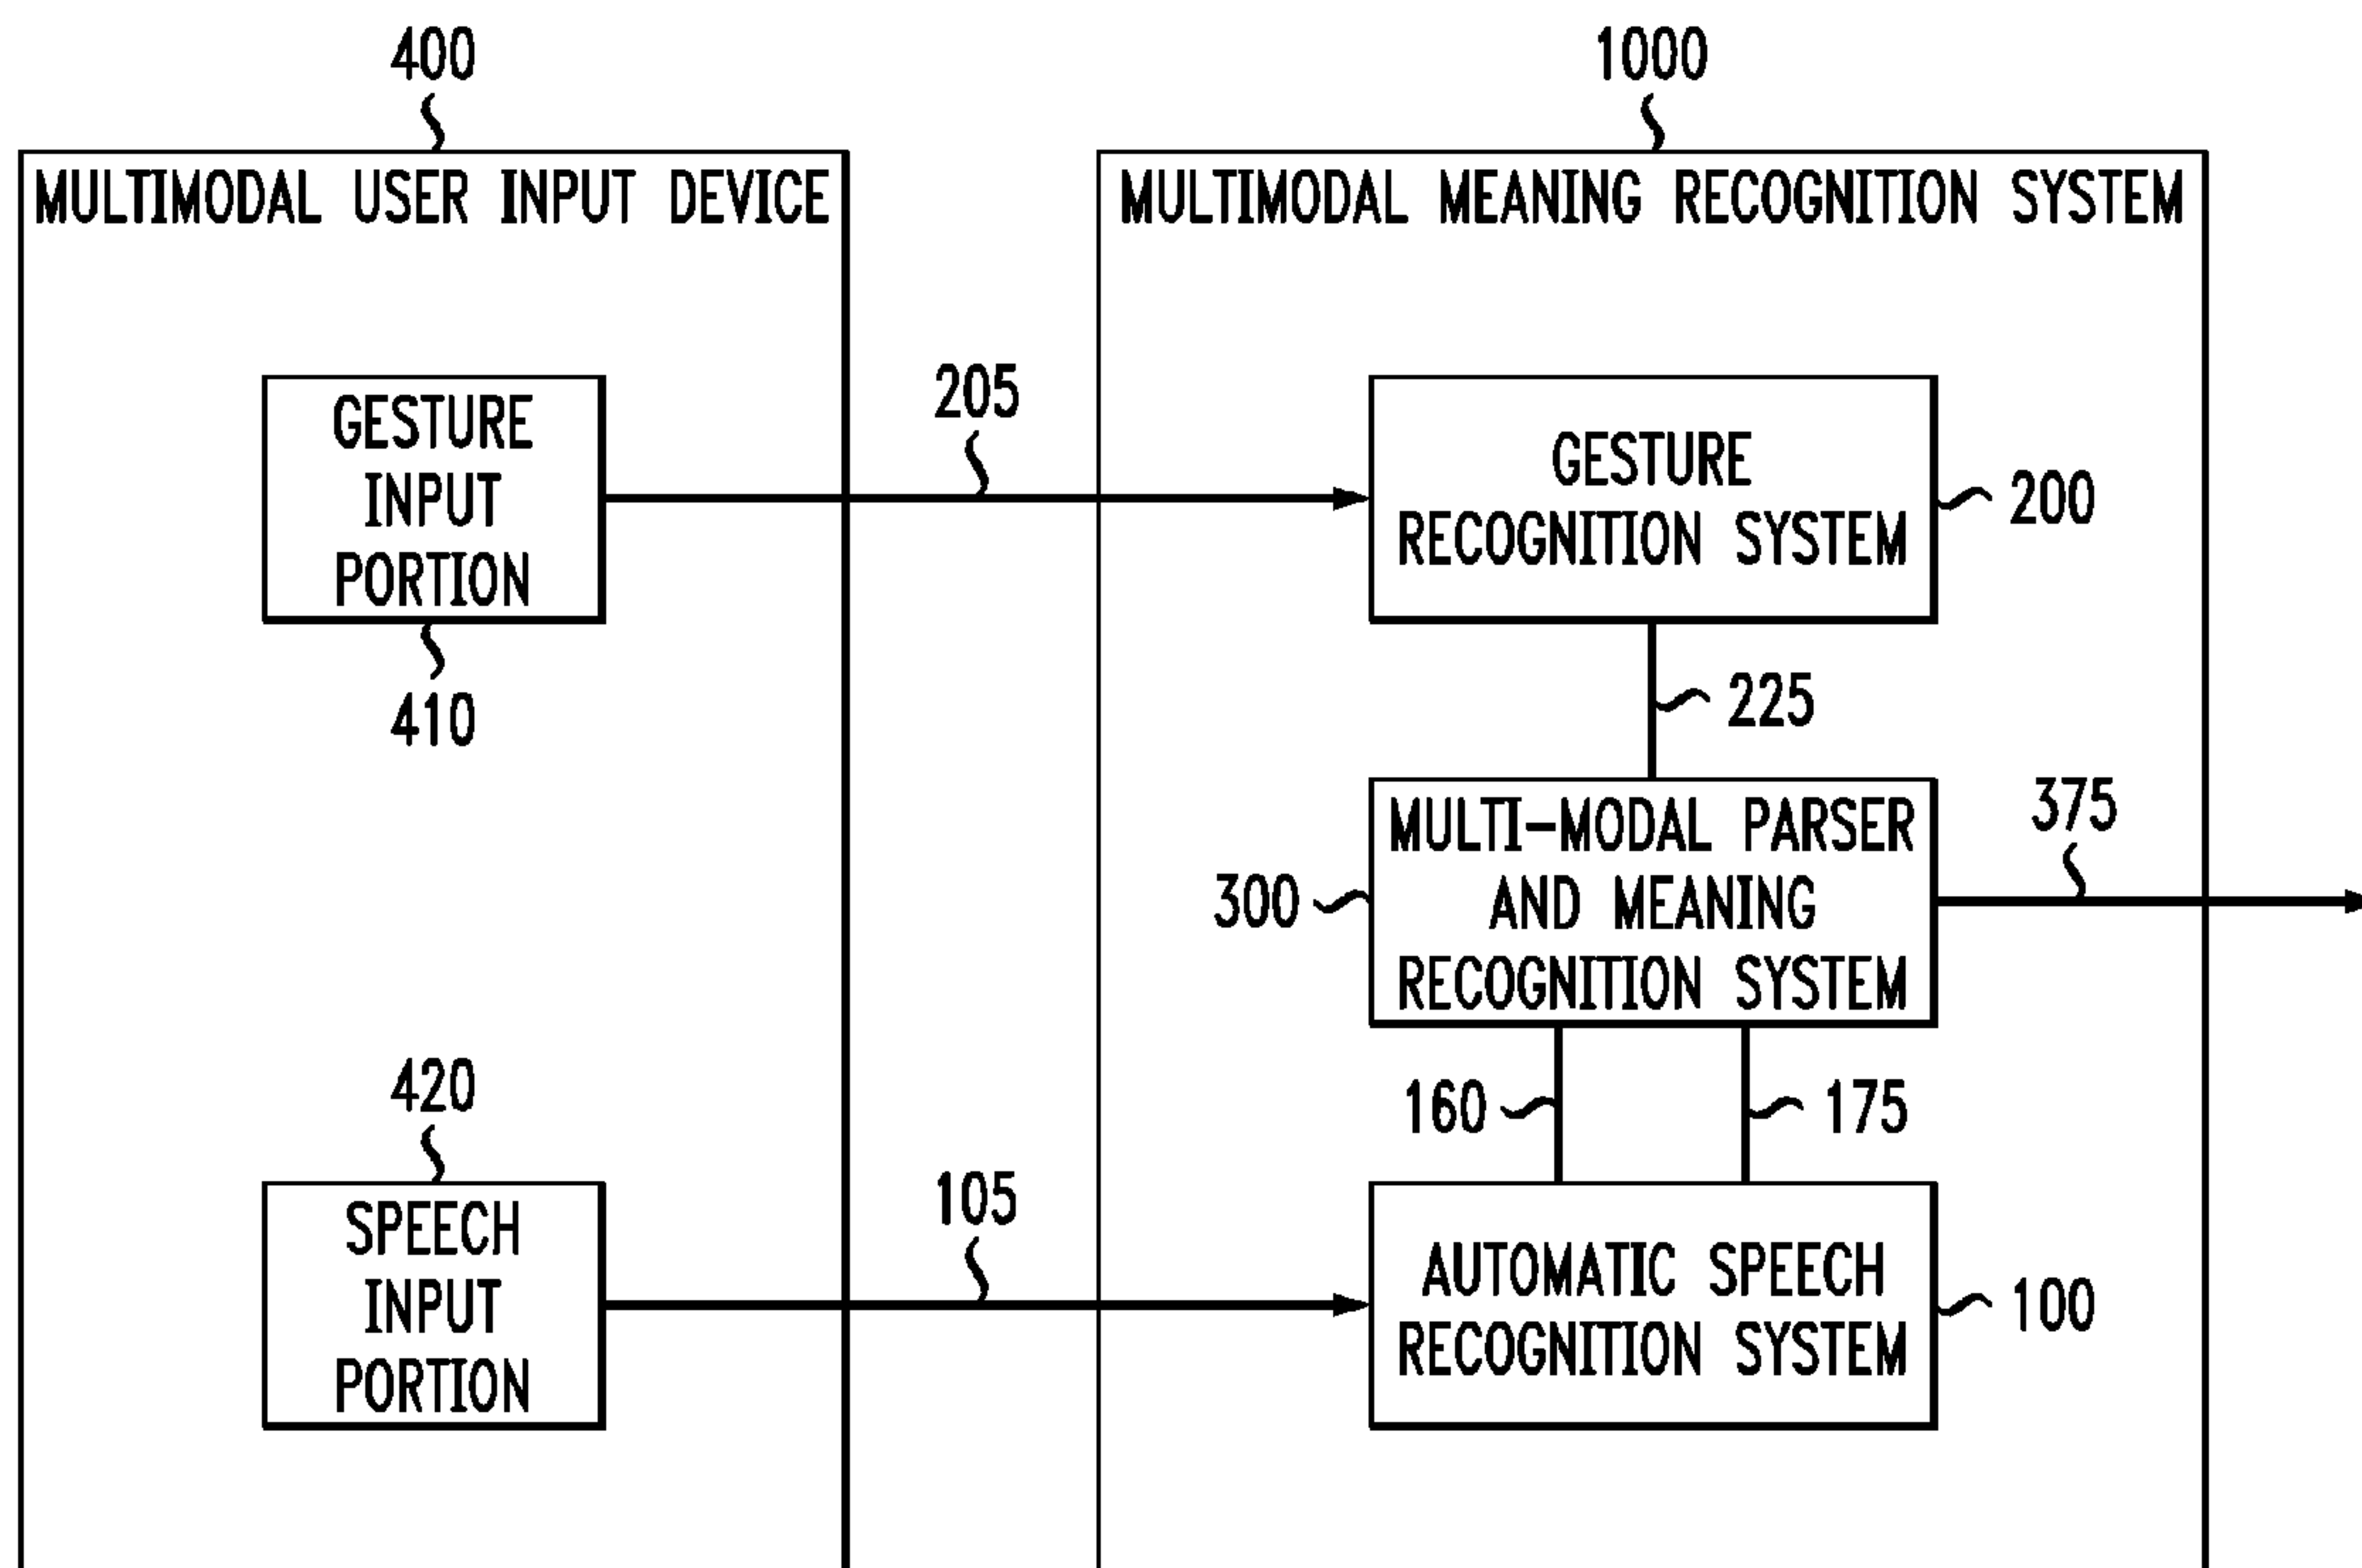 400
1000
MULTIMODAL USER INPUT DEVICE
MULTIMODAL MEANING RECOGNITION SYSTEM
GESTURE
INPUT
PORTION
410
205
GESTURE
RECOGNITION SYSTEM
200
225
MULTI-MODAL PARSER
AND MEANING
RECOGNITION SYSTEM
300
375
160
175
420
SPEECH
INPUT
PORTION
105
AUTOMATIC SPEECH
RECOGNITION SYSTEM
100